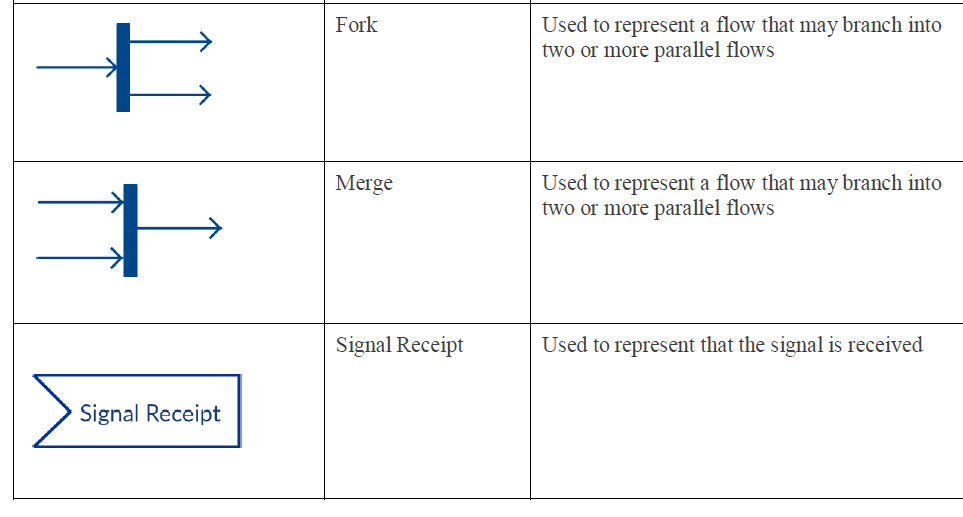 Fork
Used to represent a flow that may branch into
two or more parallel flows
Merge
Used to represent a flow that may branch into
two or more parallel flows
Signal Receipt
Signal Receipt
Used to represent that the signal is received